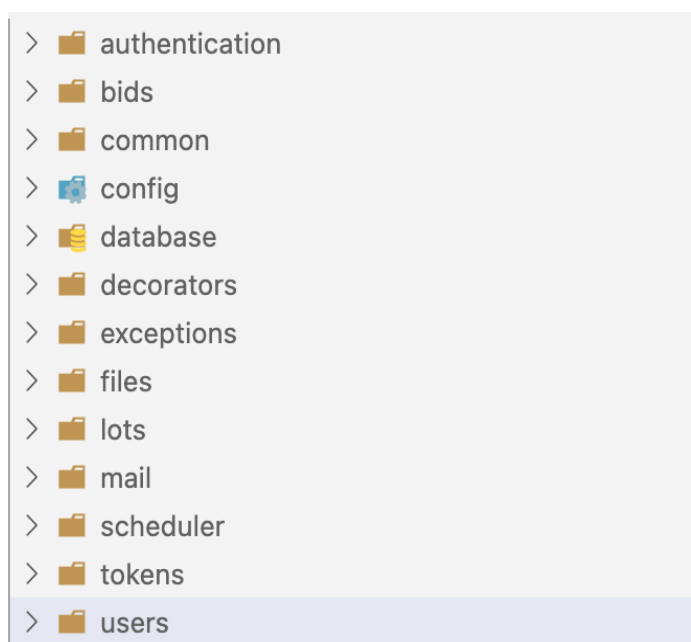 authentication
bids
common
config
database
decorators
exceptions
files
lots
mail
scheduler
tokens
users